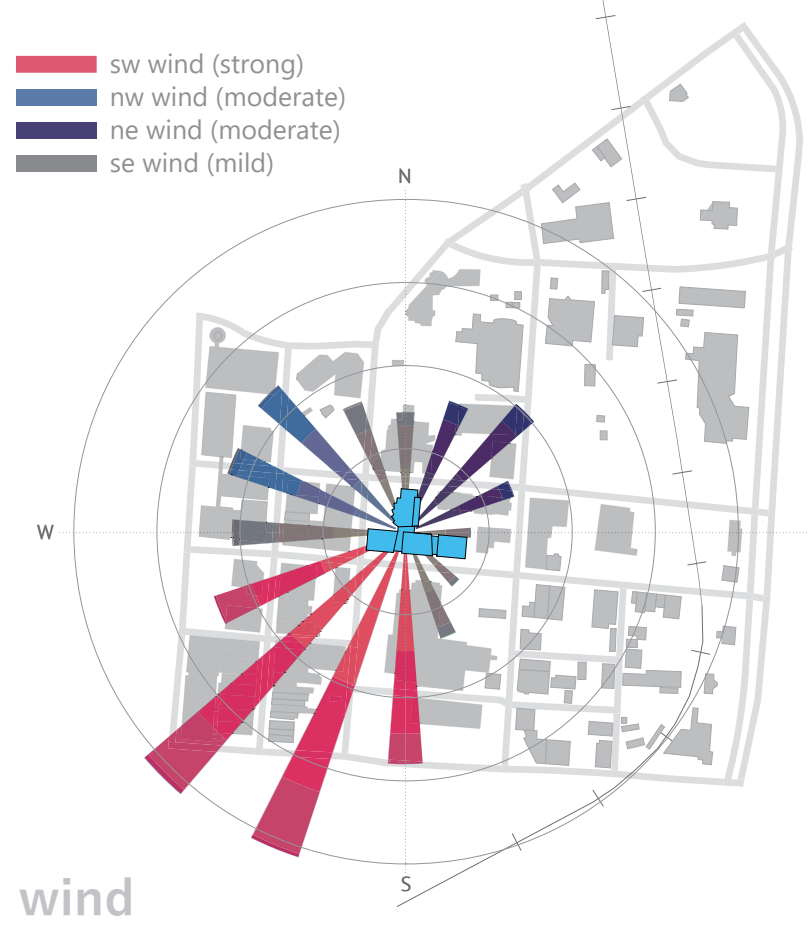 sw wind (strong)
nw wind (moderate)
ne wind (moderate)
se wind (mild)
N
W
S
wind